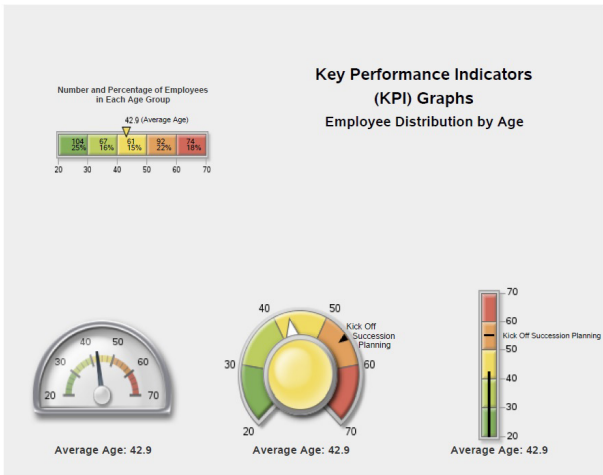 Key Performance Indicators
(KPI) Graphs
Employee Distribution by Age
Number and Percentage of Employees
in Each Age Group
42.9 (Average Age)
104 67 61 92 74
25% 16% 15% 22% 18%
20 30 40 50 60 70
20 30 40 50 60 70
Average Age: 42.9
20 30 40 50 60 70
Kick Off
Succession
Planning
Average Age: 42.9
70
60
Kick Off Succession Planning
50
40
30
20
Average Age: 42.9